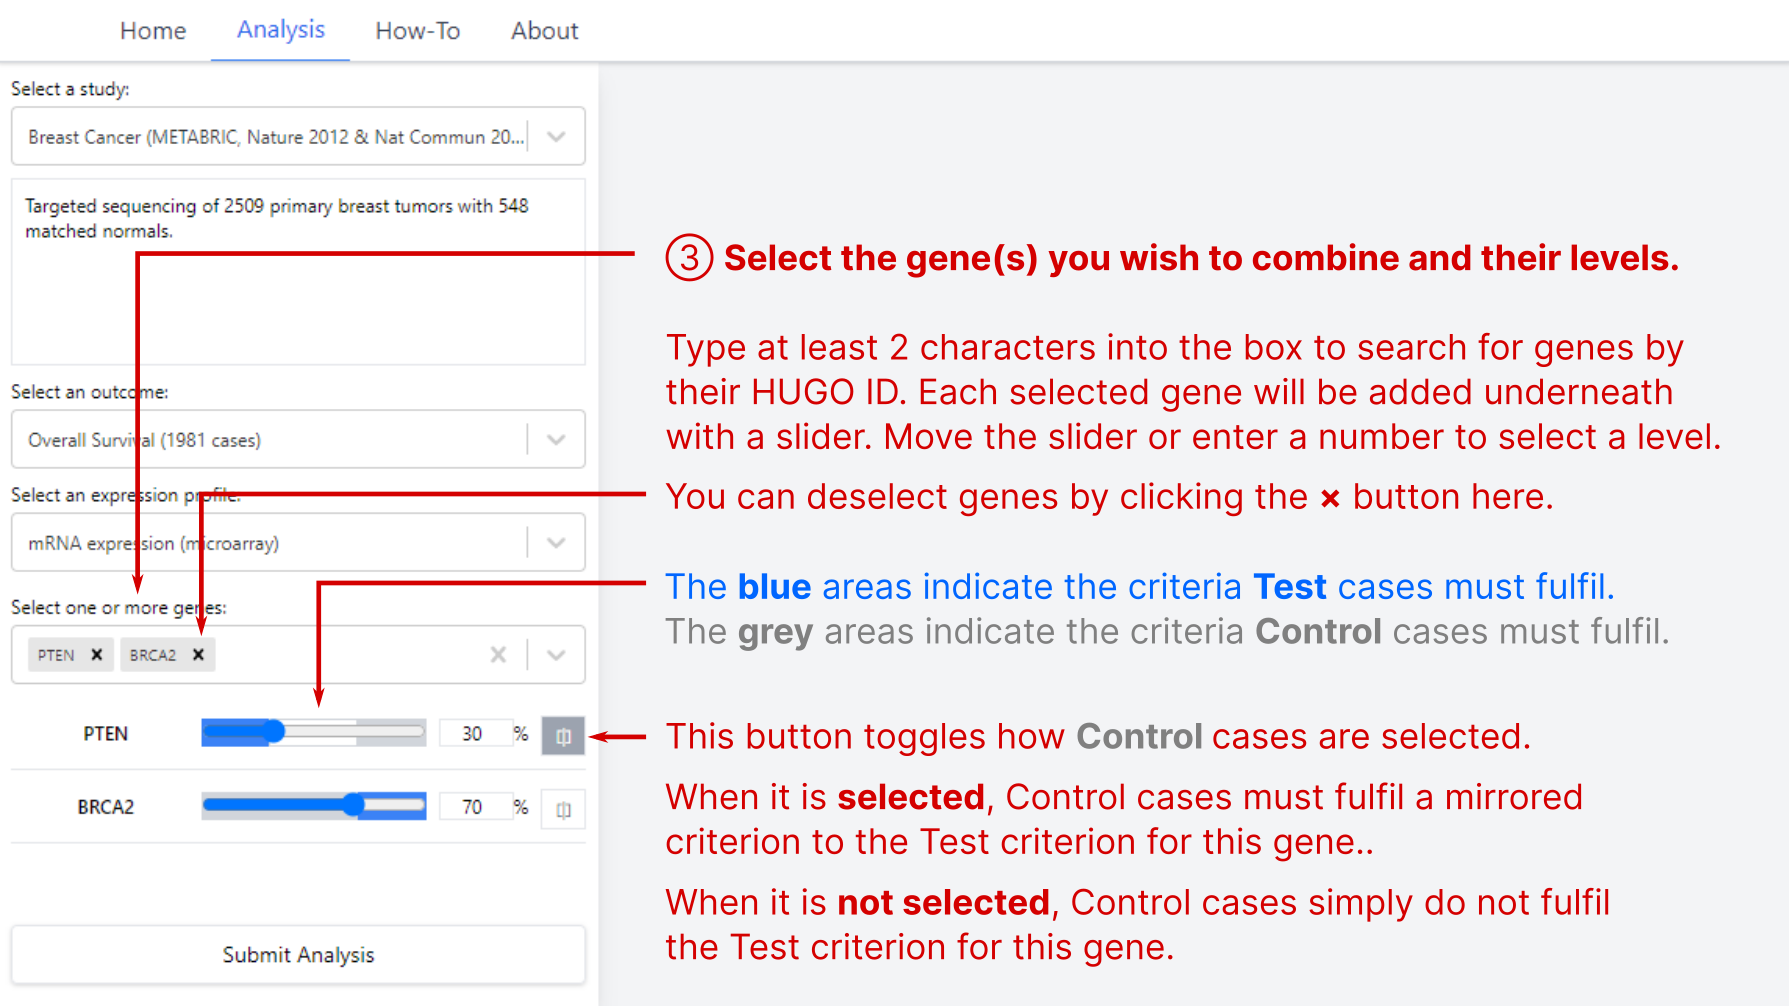 Home Analysis How-To About
Select a study:
Breast Cancer (METABRIC, Nature 2012 & Nat Commun 20...
Targeted sequencing of 2509 primary breast tumors with 548
matched normals.
Select an outcome:
Overall Survival (1981 cases)
Select an expression profile:
mRNA expression (microarray)
Select one or more genes:
PTEN × BRCA2 ×
PTEN 30 %
BRCA2 70 %
Submit Analysis
③ Select the gene(s) you wish to combine and their levels.
Type at least 2 characters into the box to search for genes by
their HUGO ID. Each selected gene will be added underneath
with a slider. Move the slider or enter a number to select a level.
You can deselect genes by clicking the × button here.
The blue areas indicate the criteria Test cases must fulfil.
The grey areas indicate the criteria Control cases must fulfil.
This button toggles how Control cases are selected.
When it is selected, Control cases must fulfil a mirrored
criterion to the Test criterion for this gene..
When it is not selected, Control cases simply do not fulfil
the Test criterion for this gene.